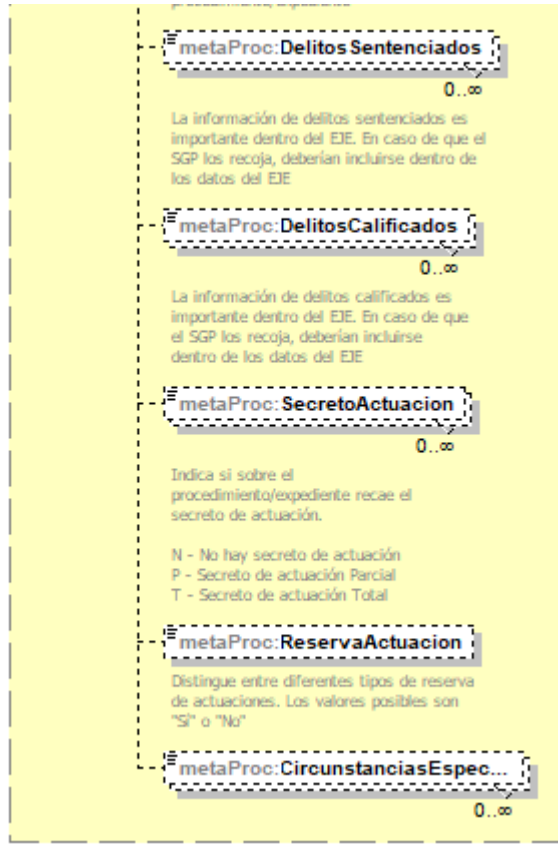 metaProc:DelitosSentenciados
0..∞
La información de delitos sentenciados es
importante dentro del EJE. En caso de que el
SGP los recoja, deberían incluirse dentro de
los datos del EJE
metaProc:DelitosCalificados
0..∞
La información de delitos calificados es
importante dentro del EJE. En caso de que
el SGP los recoja, deberían incluirse
dentro de los datos del EJE
metaProc:SecretoActuacion
0..∞
Indica si sobre el
procedimiento/expediente recae el
secreto de actuación.
N - No hay secreto de actuación
P - Secreto de actuación Parcial
T - Secreto de actuación Total
metaProc:ReservaActuacion
Distingue entre diferentes tipos de reserva
de actuaciones. Los valores posibles son
"Sí" o "No"
metaProc:CircunstanciasEspec...
0..∞